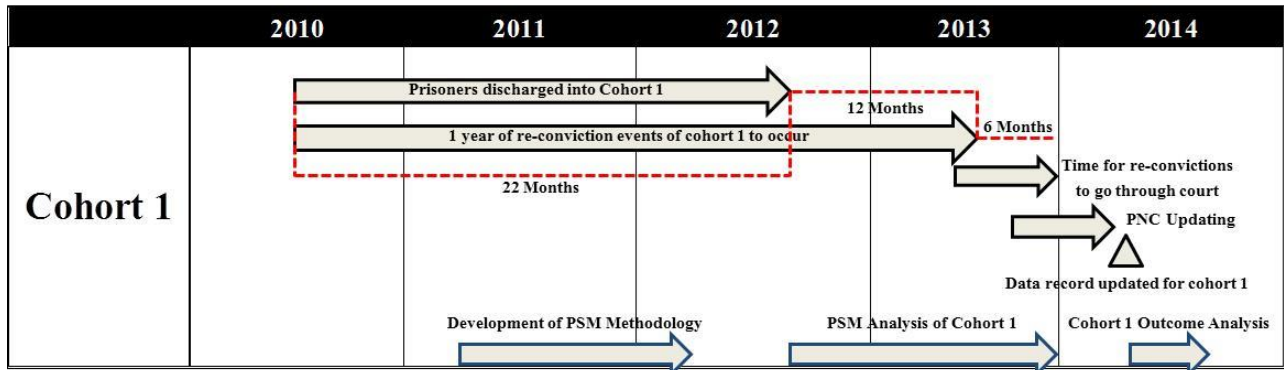 2010 2011 2012 2013 2014
Cohort 1
Prisoners discharged into Cohort 1
12 Months
1 year of re-conviction events of cohort 1 to occur
6 Months
22 Months
Time for re-convictions
to go through court
PNC Updating
Data record updated for cohort 1
Development of PSM Methodology
PSM Analysis of Cohort 1
Cohort 1 Outcome Analysis